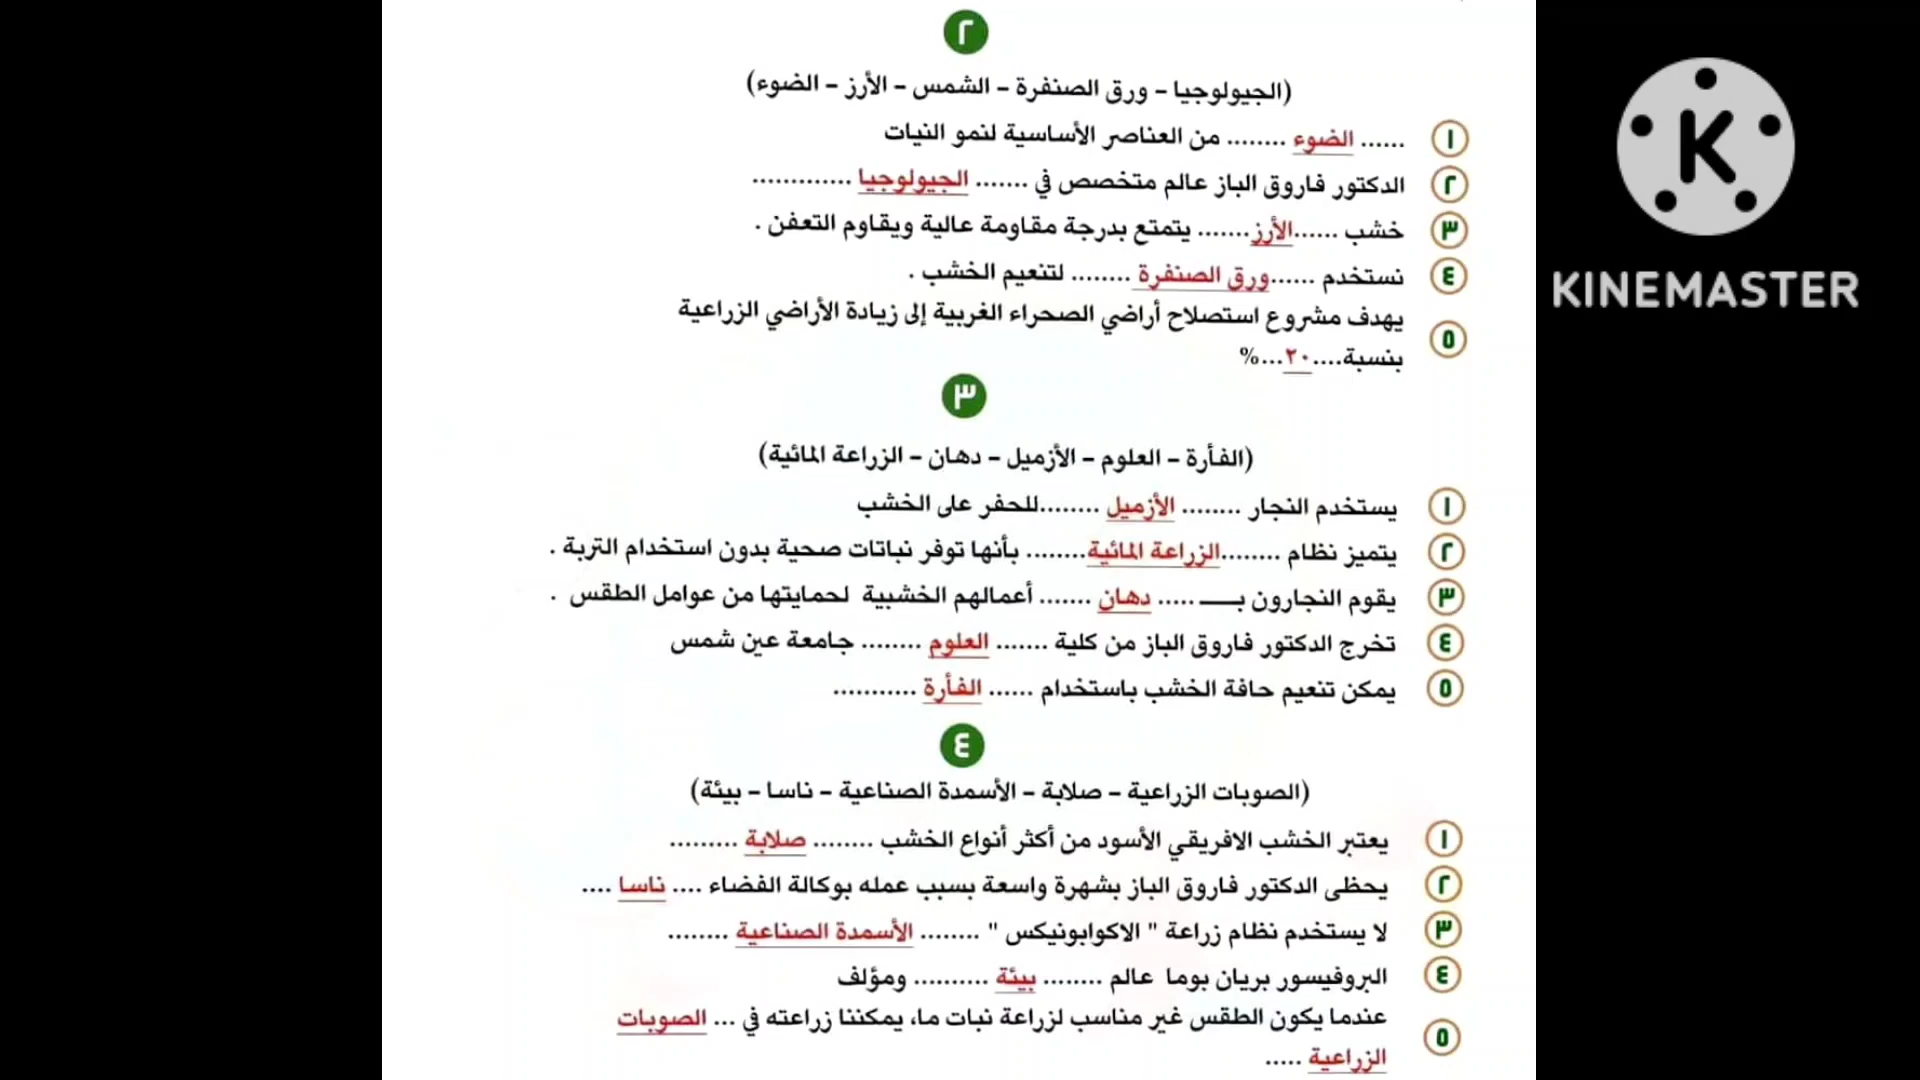 ٢
(الجيولوجيا - ورق الصنفرة - الشمس - الأرز - الضوء)
١ ...... الضوء ........ من العناصر الأساسية لنمو النيات
٢ الدكتور فاروق الباز عالم متخصص في ....... الجيولوجيا .............
٣ خشب ......الأرز....... يتمتع بدرجة مقاومة عالية ويقاوم التعفن .
٤ نستخدم ......ورق الصنفرة ........ لتنعيم الخشب .
٥ يهدف مشروع استصلاح أراضي الصحراء الغربية إلى زيادة الأراضي الزراعية
بنسبة....٢٠...%
٣
(الفأرة - العلوم - الأزميل - دهان - الزراعة المائية)
١ يستخدم النجار ........ الأزميل ........للحفر على الخشب
٢ يتميز نظام ........الزراعة المائية........ بأنها توفر نباتات صحية بدون استخدام التربة .
٣ يقوم النجارون بـــــ ..... دهان ....... أعمالهم الخشبية لحمايتها من عوامل الطقس .
٤ تخرج الدكتور فاروق الباز من كلية ....... العلوم ........ جامعة عين شمس
٥ يمكن تنعيم حافة الخشب باستخدام ...... الفأرة ...........
٤
(الصوبات الزراعية - صلابة - الأسمدة الصناعية - ناسا - بيئة)
١ يعتبر الخشب الافريقي الأسود من أكثر أنواع الخشب ........ صلابة .........
٢ يحظى الدكتور فاروق الباز بشهرة واسعة بسبب عمله بوكالة الفضاء .... ناسا ....
٣ لا يستخدم نظام زراعة " الاكوابونيكس " ........ الأسمدة الصناعية ........
٤ البروفيسور بريان بوما عالم ........ بيئة .......... ومؤلف
٥ عندما يكون الطقس غير مناسب لزراعة نبات ما، يمكننا زراعته في ... الصوبات
الزراعية .....
K
KINEMASTER